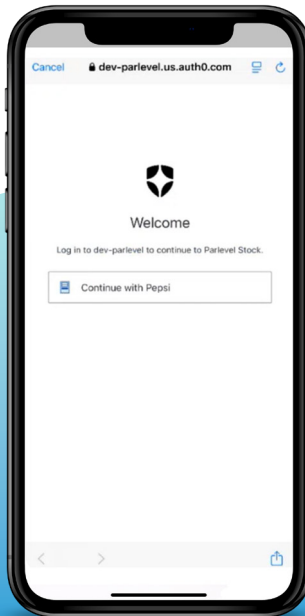 Cancel dev-parlevel.us.auth0.com
Welcome
Log in to dev-parlevel to continue to Parlevel Stock.
Continue with Pepsi